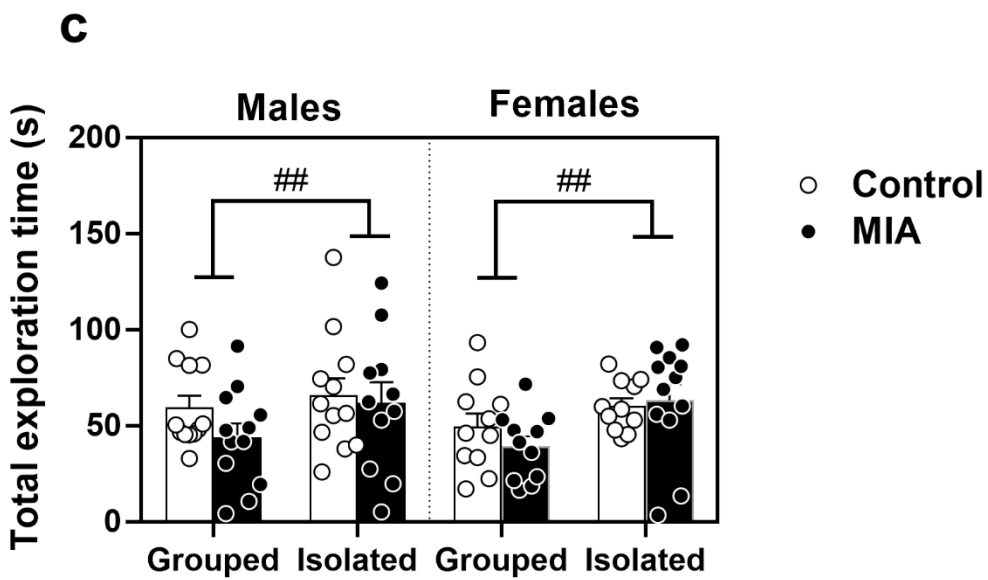 c
Males Females
Total exploration time (s)
200
150
100
50
0
## ##
Grouped Isolated Grouped Isolated
Control
MIA